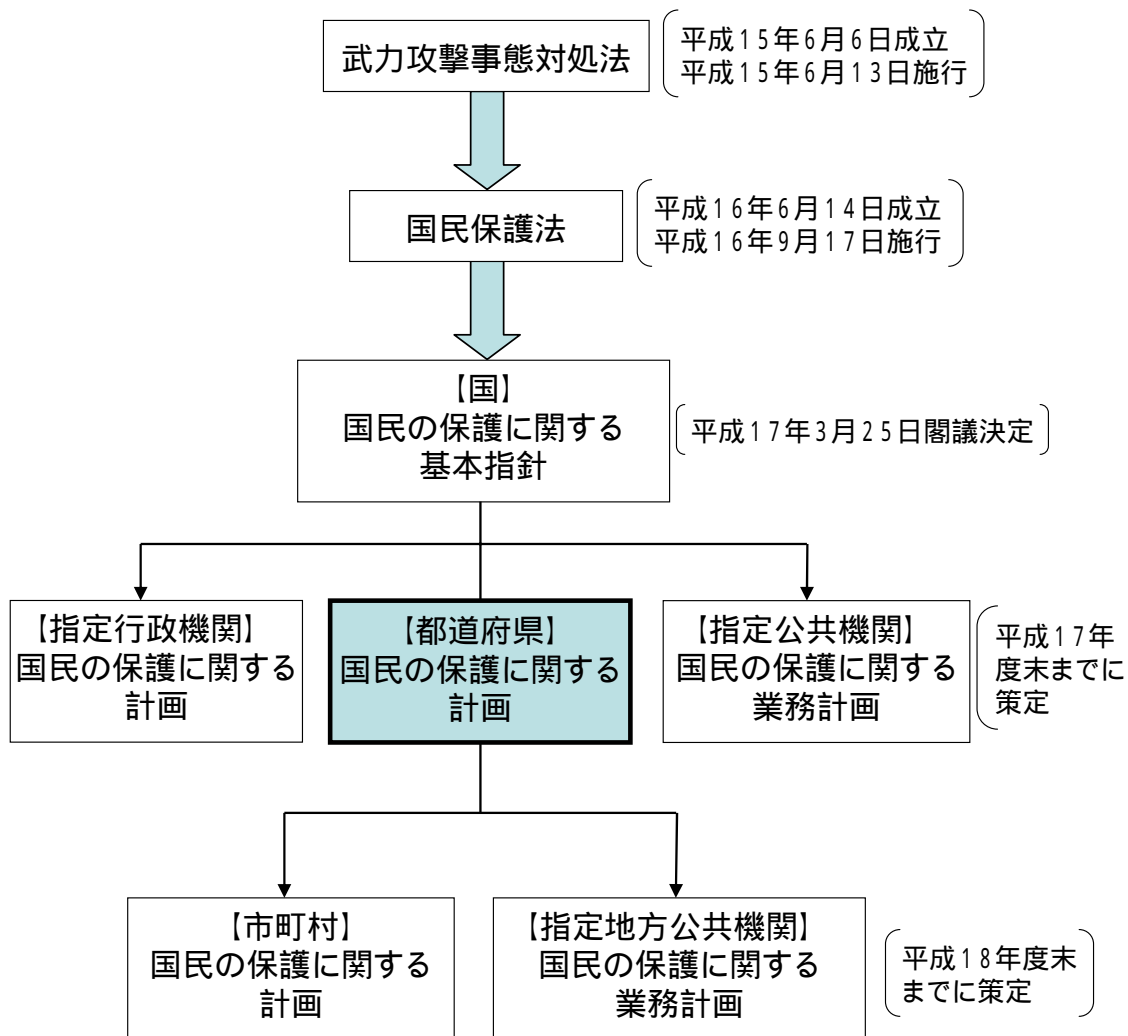 武力攻撃事態対処法
平成15年6月6日成立
平成15年6月13日施行
国民保護法
平成16年6月14日成立
平成16年9月17日施行
【国】
国民の保護に関する
基本指針
平成17年3月25日閣議決定
【指定行政機関】
国民の保護に関する
計画
【都道府県】
国民の保護に関する
計画
【指定公共機関】
国民の保護に関する
業務計画
平成17年
度末までに
策定
【市町村】
国民の保護に関する
計画
【指定地方公共機関】
国民の保護に関する
業務計画
平成18年度末
までに策定